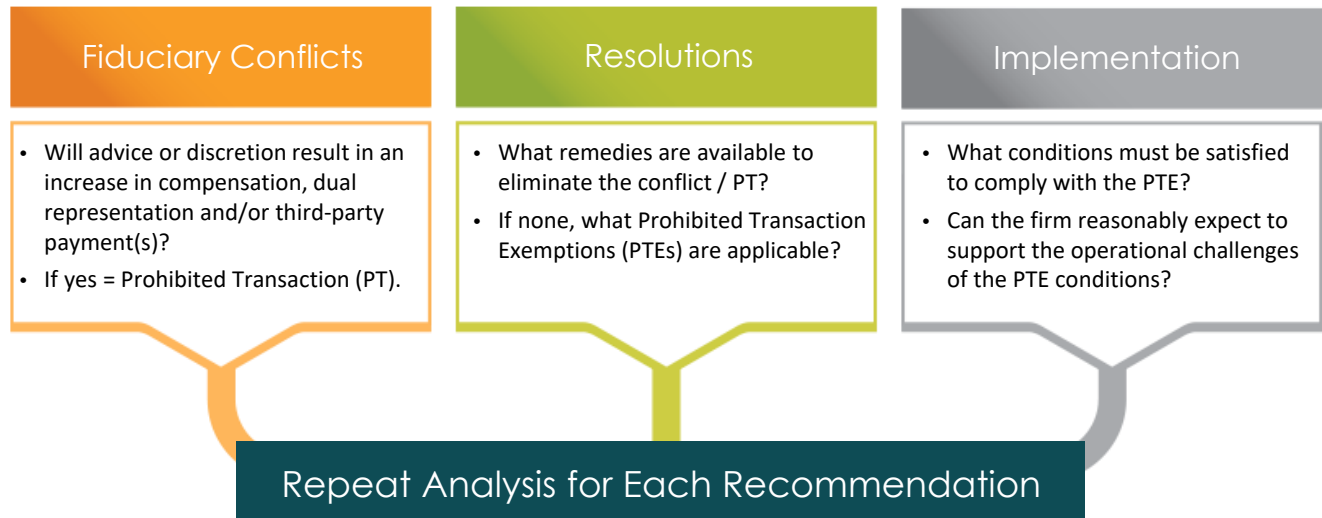 Fiduciary Conflicts
• Will advice or discretion result in an
increase in compensation, dual
representation and/or third-party
payment(s)?
• If yes = Prohibited Transaction (PT).
Resolutions
• What remedies are available to
eliminate the conflict / PT?
• If none, what Prohibited Transaction
Exemptions (PTEs) are applicable?
Implementation
• What conditions must be satisfied
to comply with the PTE?
• Can the firm reasonably expect to
support the operational challenges
of the PTE conditions?
Repeat Analysis for Each Recommendation